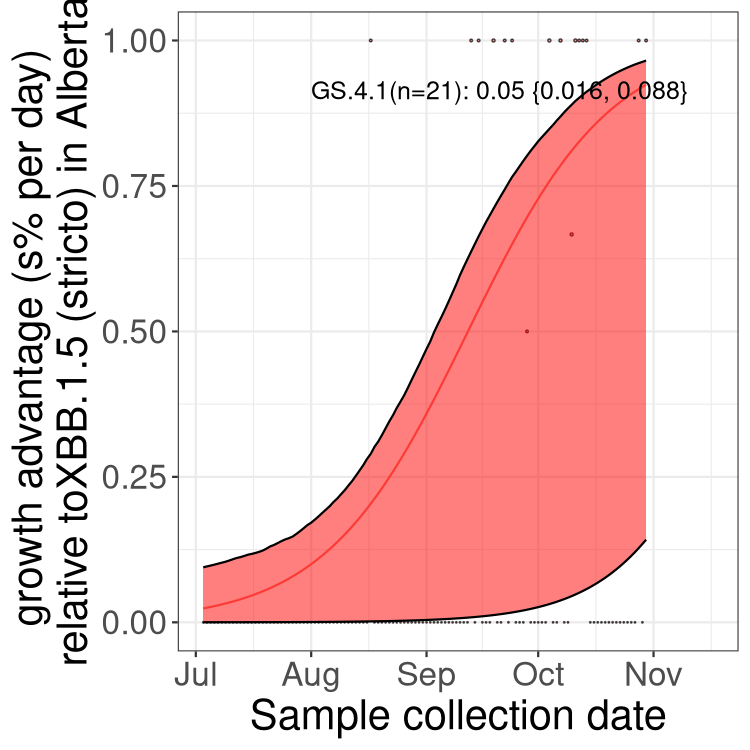 growth advantage (s% per day)
relative toXBB.1.5 (stricto) in Alberta
1.00
0.75
0.50
0.25
0.00
GS.4.1(n=21): 0.05 {0.016, 0.088}
Jul Aug Sep Oct Nov
Sample collection date